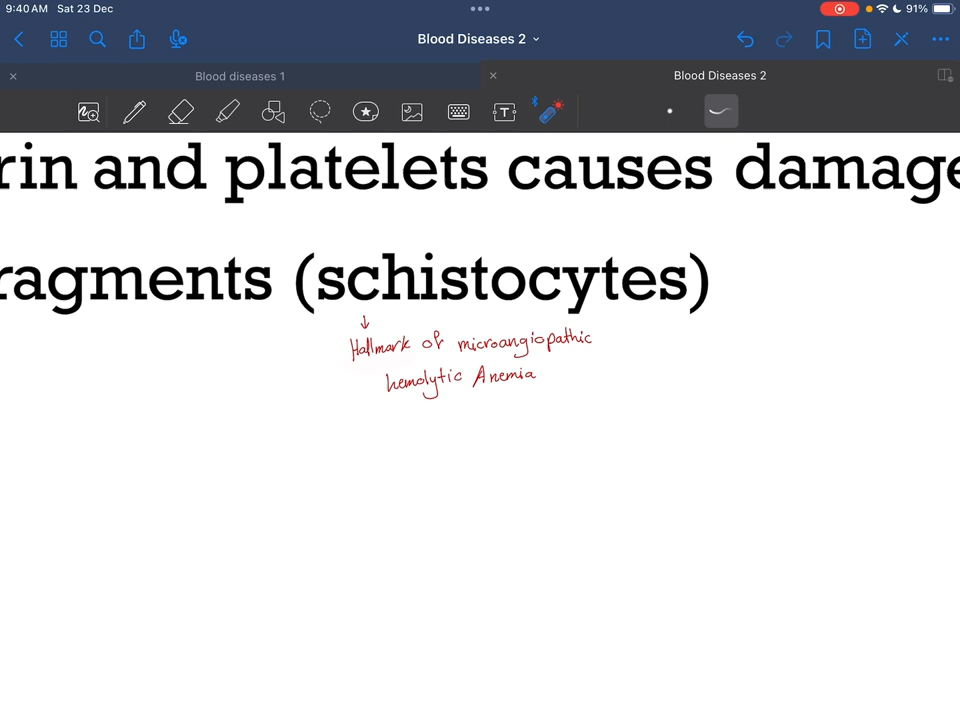 9:40 AM Sat 23 Dec
91%
Blood Diseases 2
Blood diseases 1
Blood Diseases 2
T
rin and platelets causes damage
ragments (schistocytes)
Hallmark of microangiopathic
hemolytic Anemia